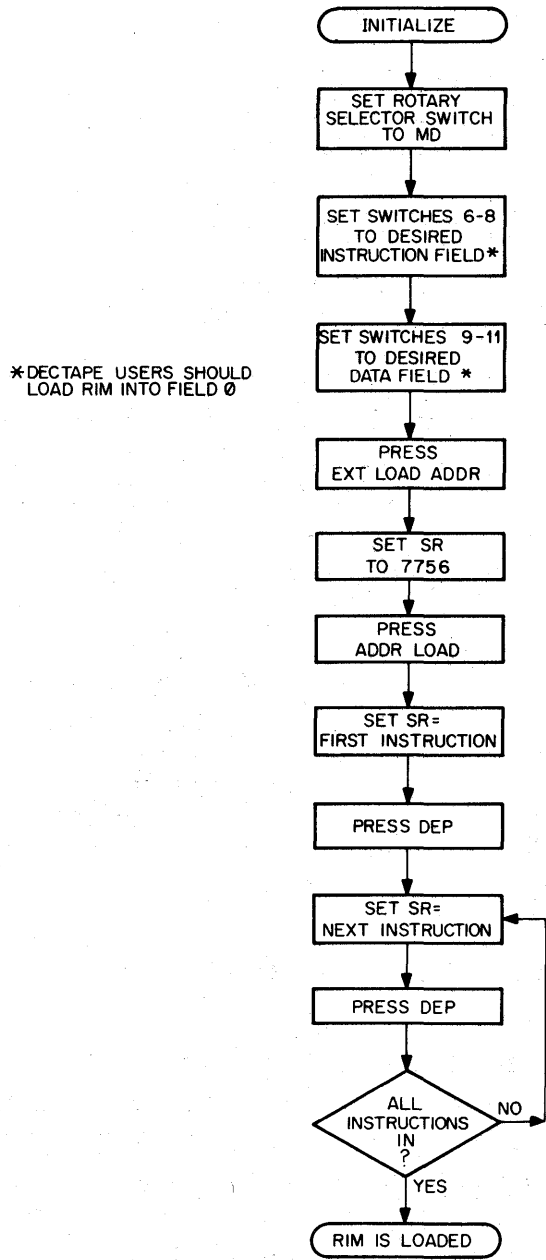 INITIALIZE
SET ROTARY
SELECTOR SWITCH
TO MD
SET SWITCHES 6-8
TO DESIRED
INSTRUCTION FIELD*
SET SWITCHES 9-11
TO DESIRED
DATA FIELD *
*DECTAPE USERS SHOULD
LOAD RIM INTO FIELD Ø
PRESS
EXT LOAD ADDR
SET SR
TO 7756
PRESS
ADDR LOAD
SET SR=
FIRST INSTRUCTION
PRESS DEP
SET SR=
NEXT INSTRUCTION
PRESS DEP
ALL
INSTRUCTIONS
IN
?
NO
YES
RIM IS LOADED